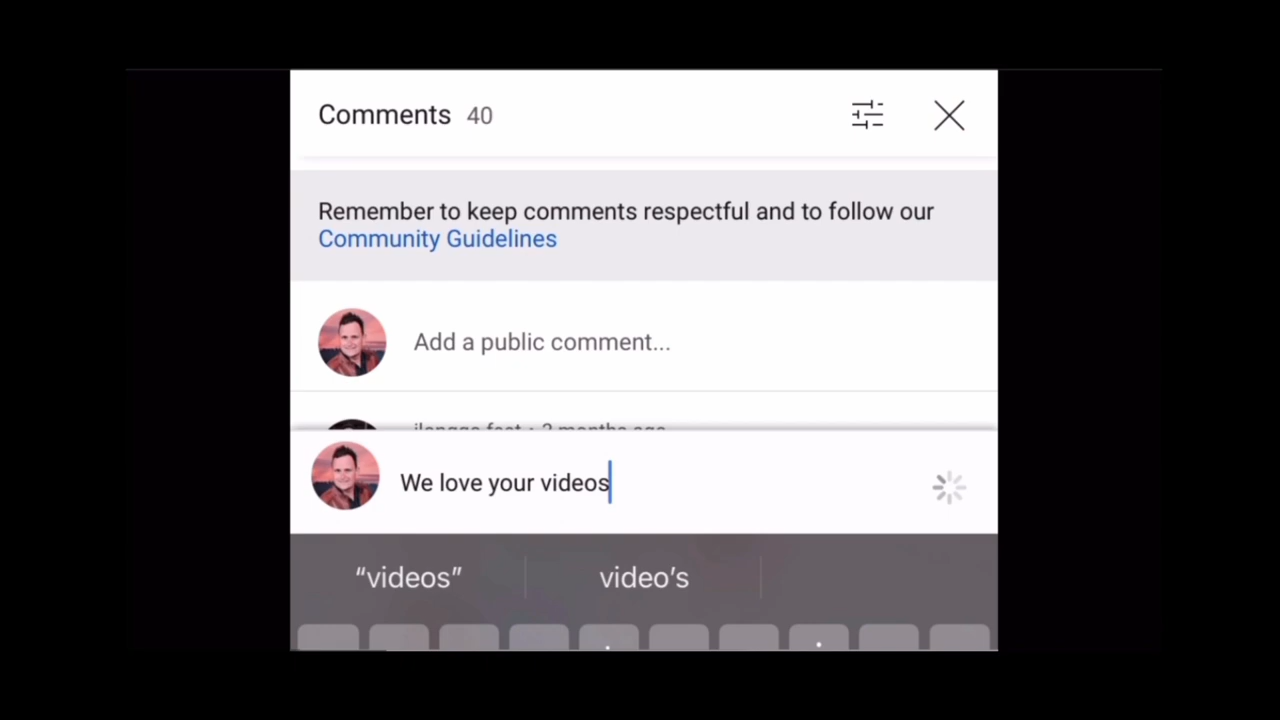 Comments 40
Remember to keep comments respectful and to follow our
Community Guidelines
Add a public comment...
We love your videos
“videos” video’s